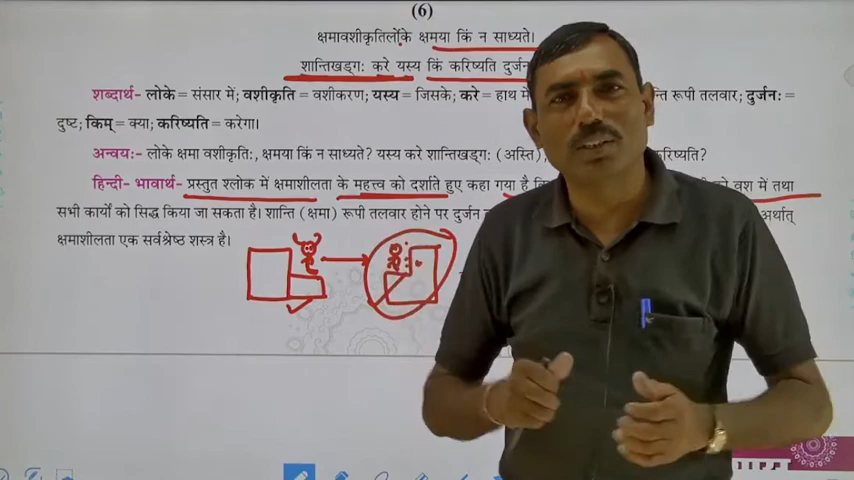 (6)
क्षमावशीकृतिर्लोके क्षमया किं न साध्यते।
शान्तिखड्ग: करे यस्य किं करिष्यति दुर्जन
शब्दार्थ- लोके = संसार में; वशीकृति = वशीकरण; यस्य = जिसके; करे = हाथ में न्ति रूपी तलवार; दुर्जन: =
दुष्ट; किम् = क्या; करिष्यति = करेगा।
अन्वय:- लोके क्षमा वशीकृति:, क्षमया किं न साध्यते? यस्य करे शान्तिखड्ग: (अस्ति), रिष्यति?
हिन्दी- भावार्थ- प्रस्तुत श्लोक में क्षमाशीलता के महत्त्व को दर्शाते हुए कहा गया है को वश में तथा
सभी कार्यों को सिद्ध किया जा सकता है। शान्ति (क्षमा) रूपी तलवार होने पर दुर्जन अर्थात्
क्षमाशीलता एक सर्वश्रेष्ठ शस्त्र है।